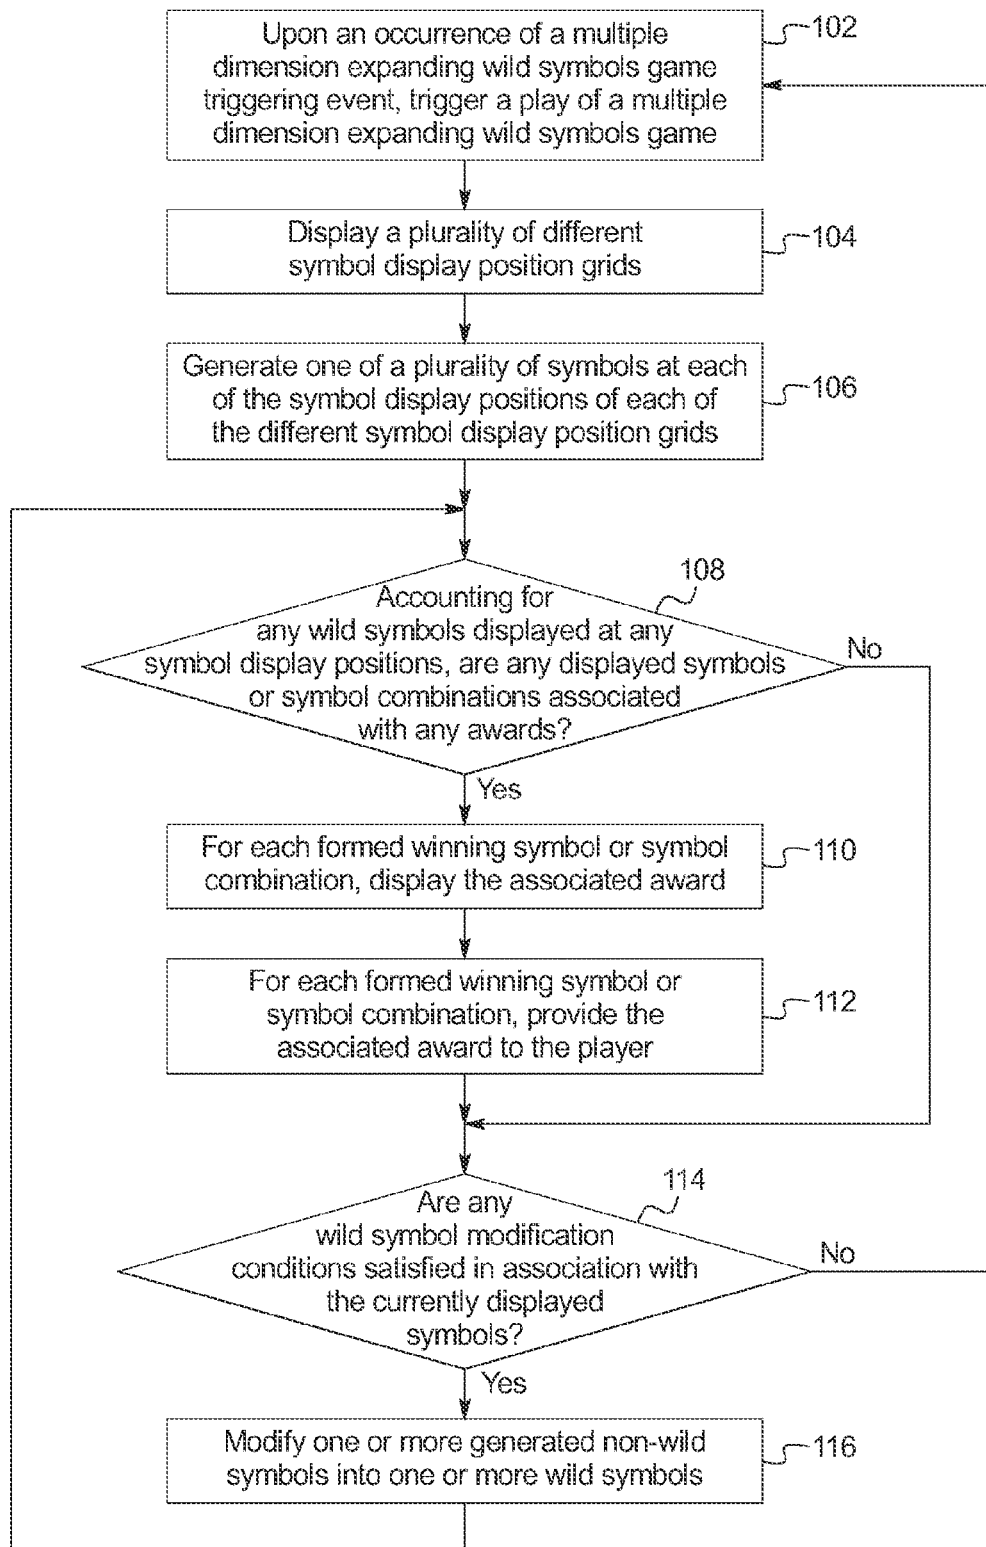 Upon an occurrence of a multiple
dimension expanding wild symbols game
triggering event, trigger a play of a multiple
dimension expanding wild symbols game
102
Display a plurality of different
symbol display position grids
104
Generate one of a plurality of symbols at each
of the symbol display positions of each of
the different symbol display position grids
106
108
Accounting for
any wild symbols displayed at any
symbol display positions, are any displayed symbols
or symbol combinations associated
with any awards?
No
Yes
For each formed winning symbol or symbol
combination, display the associated award
110
For each formed winning symbol or
symbol combination, provide the
associated award to the player
112
114
Are any
wild symbol modification
conditions satisfied in association with
the currently displayed
symbols?
No
Yes
Modify one or more generated non-wild
symbols into one or more wild symbols
116